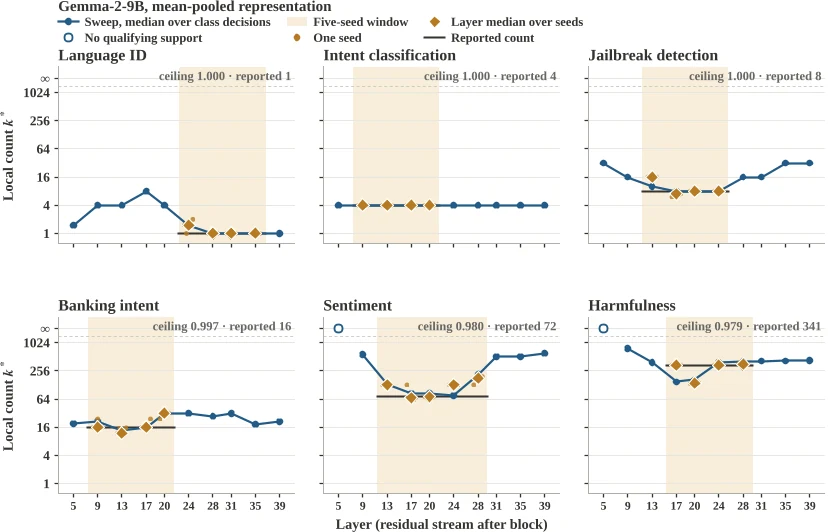 Gemma-2-9B, mean-pooled representation
Sweep, median over class decisions
Five-seed window
Layer median over seeds
No qualifying support
One seed
Reported count
Language ID
Intent classification
Jailbreak detection
ceiling 1.000 · reported 1
ceiling 1.000 · reported 4
ceiling 1.000 · reported 8
Local count k*
∞
1024
256
64
16
4
1
Banking intent
Sentiment
Harmfulness
ceiling 0.997 · reported 16
ceiling 0.980 · reported 72
ceiling 0.979 · reported 341
Local count k*
∞
1024
256
64
16
4
1
5 9 13 17 20 24 28 31 35 39
5 9 13 17 20 24 28 31 35 39
5 9 13 17 20 24 28 31 35 39
Layer (residual stream after block)